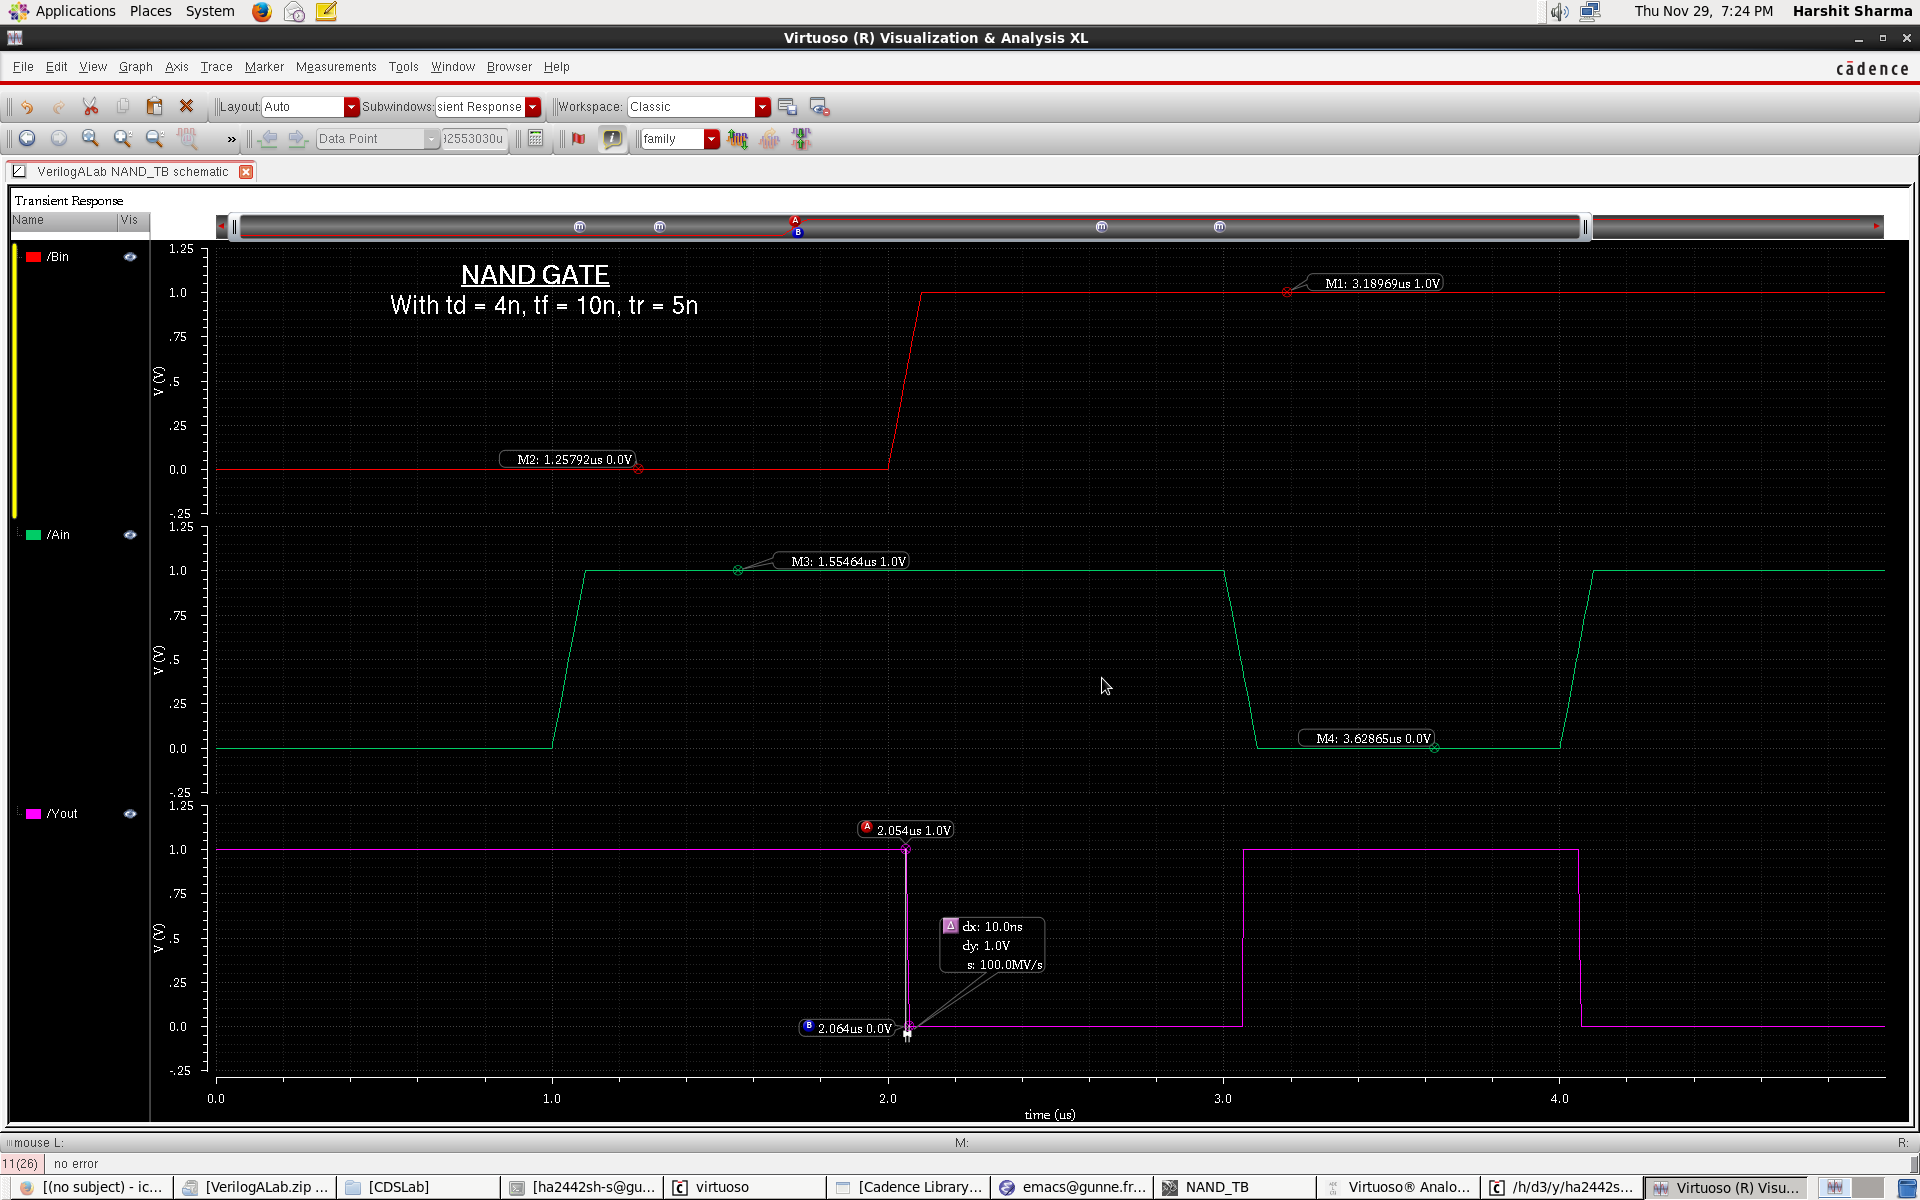 Applications Places System Thu Nov 29, 7:24 PM Harshit Sharma
Virtuoso (R) Visualization & Analysis XL
File Edit View Graph Axis Trace Marker Measurements Tools Window Browser Help cādence
Layout: Auto Subwindows: sient Response Workspace: Classic
» Data Point 2553030u family
VerilogALab NAND_TB schematic
Transient Response
Name Vis
/Bin
1.25
1.0
.75
.5
.25
0.0
-.25
V (V)
NAND GATE
With td = 4n, tf = 10n, tr = 5n
M1: 3.18969us 1.0V
M2: 1.25792us 0.0V
/Ain
1.25
1.0
.75
.5
.25
0.0
-.25
V (V)
M3: 1.55464us 1.0V
M4: 3.62865us 0.0V
/Yout
1.25
1.0
.75
.5
.25
0.0
-.25
V (V)
A 2.054us 1.0V
dx: 10.0ns
dy: 1.0V
s: 100.0MV/s
B 2.064us 0.0V
0.0 1.0 2.0 3.0 4.0
time (us)
mouse L: M: R:
11(26) no error
[(no subject) - ic... [VerilogALab.zip ... [CDSLab] [ha2442sh-s@gu... virtuoso [Cadence Library... emacs@gunne.fr... NAND_TB Virtuoso® Analo... /h/d3/y/ha2442s... Virtuoso (R) Visu...